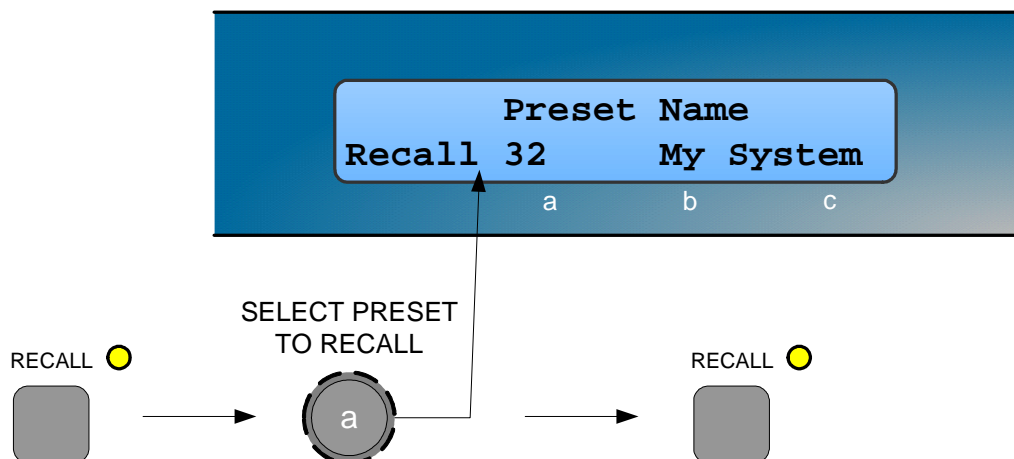 Preset Name
Recall 32 My System
a b c
SELECT PRESET
TO RECALL
RECALL
RECALL
a